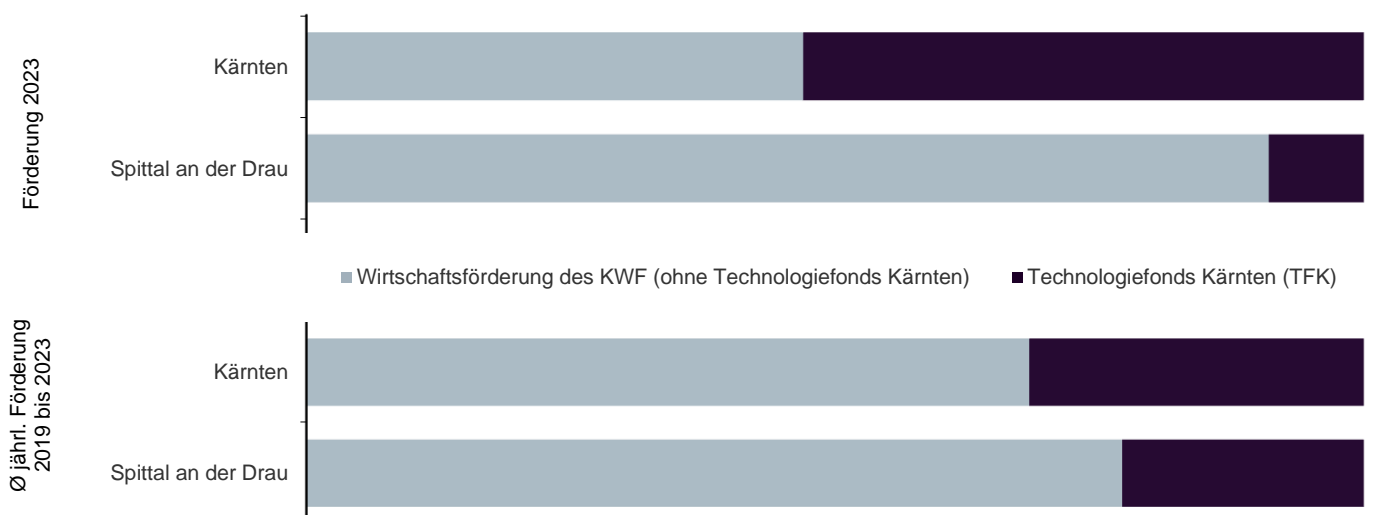 Förderung 2023
Kärnten
Spittal an der Drau
Wirtschaftsförderung des KWF (ohne Technologiefonds Kärnten)
Technologiefonds Kärnten (TFK)
Ø jährl. Förderung
2019 bis 2023
Kärnten
Spittal an der Drau